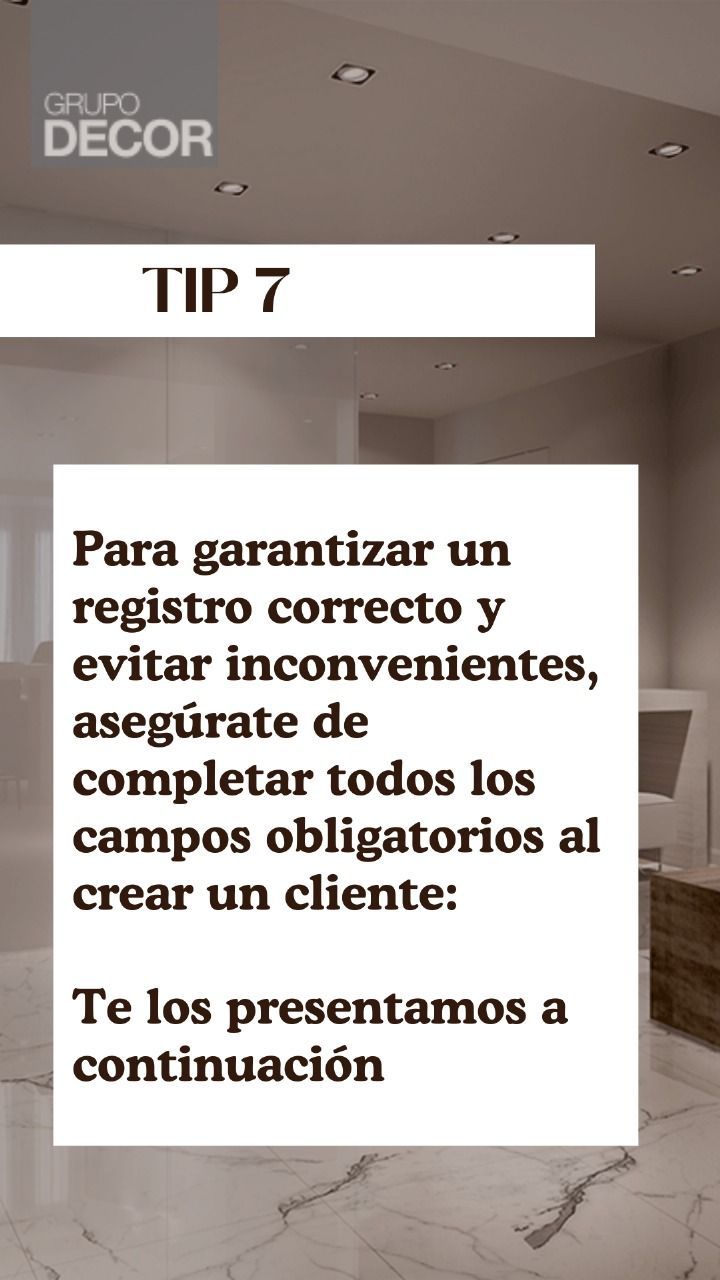 GRUPO
DECOR
TIP 7
Para garantizar un
registro correcto y
evitar inconvenientes,
asegúrate de
completar todos los
campos obligatorios al
crear un cliente:
Te los presentamos a
continuación